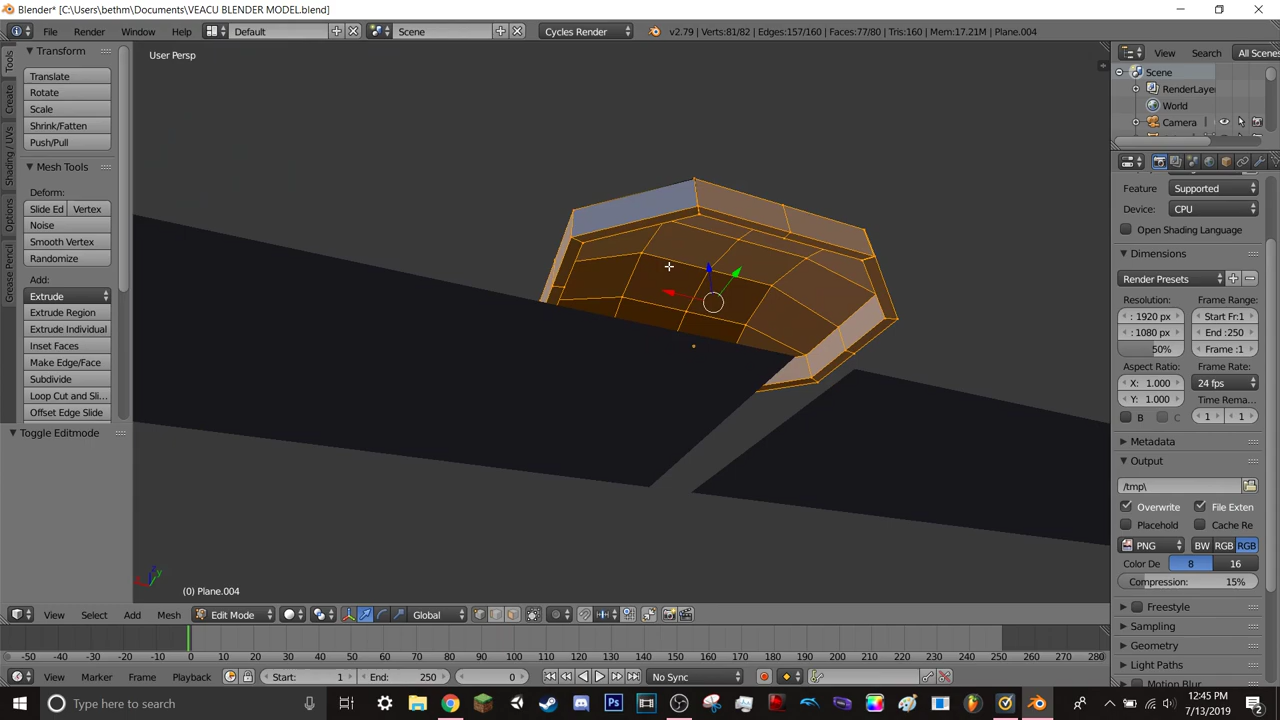 Blender* [C:\Users\bethm\Documents\VEACU BLENDER MODEL.blend]
File Render Window Help Default Scene Cycles Render v2.79 | Verts:81/82 | Edges:157/160 | Faces:77/80 | Tris:160 | Mem:17.21M | Plane.004
Tools
Create
Shading / UVs
Options
Grease Pencil
Transform
Translate
Rotate
Scale
Shrink/Fatten
Push/Pull
Mesh Tools
Deform:
Slide Ed Vertex
Noise
Smooth Vertex
Randomize
Add:
Extrude
Extrude Region
Extrude Individual
Inset Faces
Make Edge/Face
Subdivide
Loop Cut and Sli...
Offset Edge Slide
Toggle Editmode
User Persp
(0) Plane.004
View Select Add Mesh Edit Mode Global
View Search All Scenes
Scene
RenderLayer
World
Camera
Feature Supported
Device: CPU
Open Shading Language
Dimensions
Render Presets
Resolution: Frame Range:
: 1920 px Start Fr:1
: 1080 px End :250
50% Frame :1
Aspect Ratio: Frame Rate:
X: 1.000 24 fps
Y: 1.000 Time Rema...
B C 1 1
Metadata
Output
/tmp\
Overwrite File Exten
Placehold Cache Re
PNG BW RGB RGB
Color De 8 16
Compression: 15%
Freestyle
Sampling
Geometry
Light Paths
Motion Blur
-50 -40 -30 -20 -10 0 10 20 30 40 50 60 70 80 90 100 110 120 130 140 150 160 170 180 190 200 210 220 230 240 250 260 270 280
View Marker Frame Playback Start: 1 End: 250 0 No Sync
Type here to search
Ps
12:45 PM
7/13/2019